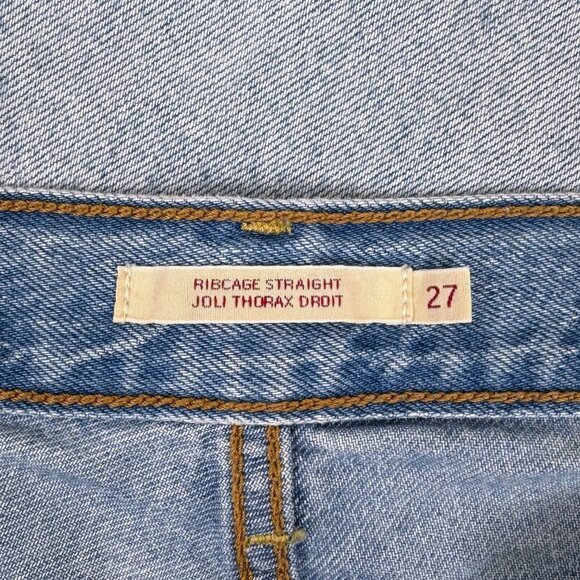 RIBCAGE STRAIGHT
JOLI THORAX DROIT
27